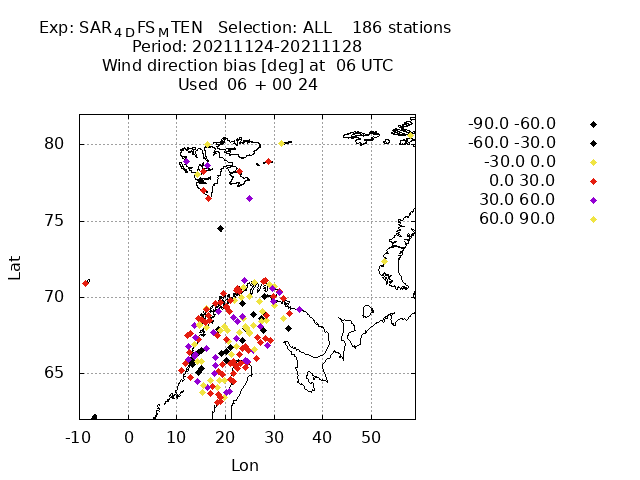 Exp: SAR4DFSMTEN Selection: ALL 186 stations
Period: 20211124-20211128
Wind direction bias [deg] at 06 UTC
Used 06 + 00 24
-90.0 -60.0
-60.0 -30.0
-30.0 0.0
0.0 30.0
30.0 60.0
60.0 90.0
80
75
70
65
Lat
-10 0 10 20 30 40 50
Lon